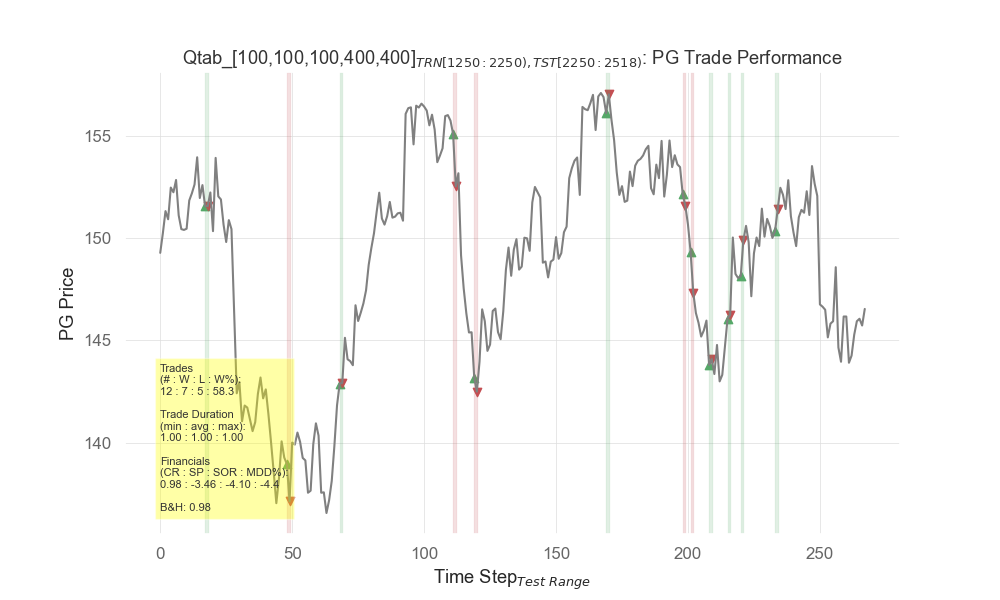 Qtab_[100,100,100,400,400]TRN[1250:2250),TST[2250:2518): PG Trade Performance
155
150
145
140
PG Price
Trades
(# : W : L : W%):
12 : 7 : 5 : 58.3
Trade Duration
(min : avg : max):
1.00 : 1.00 : 1.00
Financials
(CR : SP : SOR : MDD%):
0.98 : -3.46 : -4.10 : -4.4
B&H: 0.98
0 50 100 150 200 250
Time StepTest Range